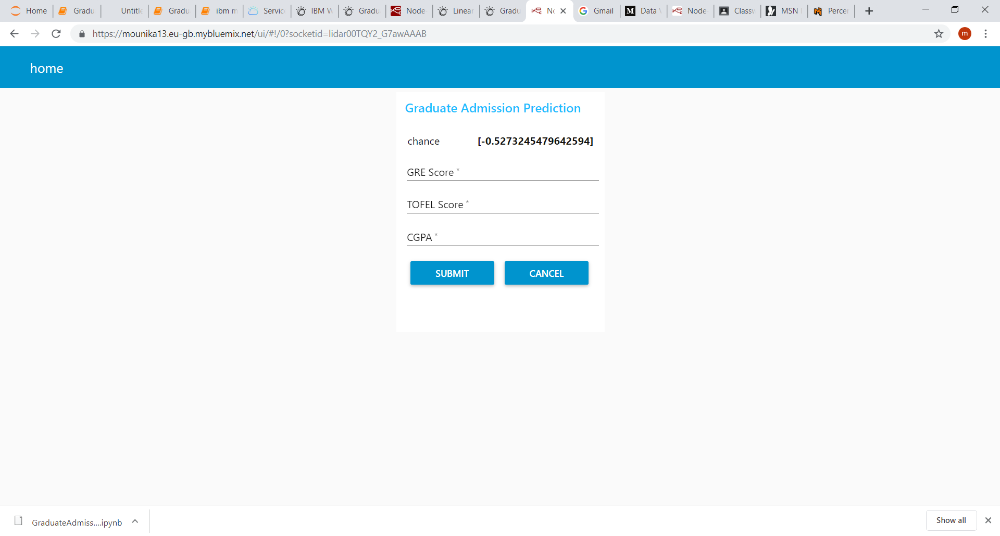 Home Gradu Untitle Gradu ibm m Servic IBM W Gradu Node- Linear Gradu No Gmail Data V Node- Classw MSN Percer
https://mounika13.eu-gb.mybluemix.net/ui/#!/0?socketid=lidar00TQY2_G7awAAAB m
home
Graduate Admission Prediction
chance [-0.5273245479642594]
GRE Score *
TOFEL Score *
CGPA *
SUBMIT CANCEL
GraduateAdmiss....ipynb Show all